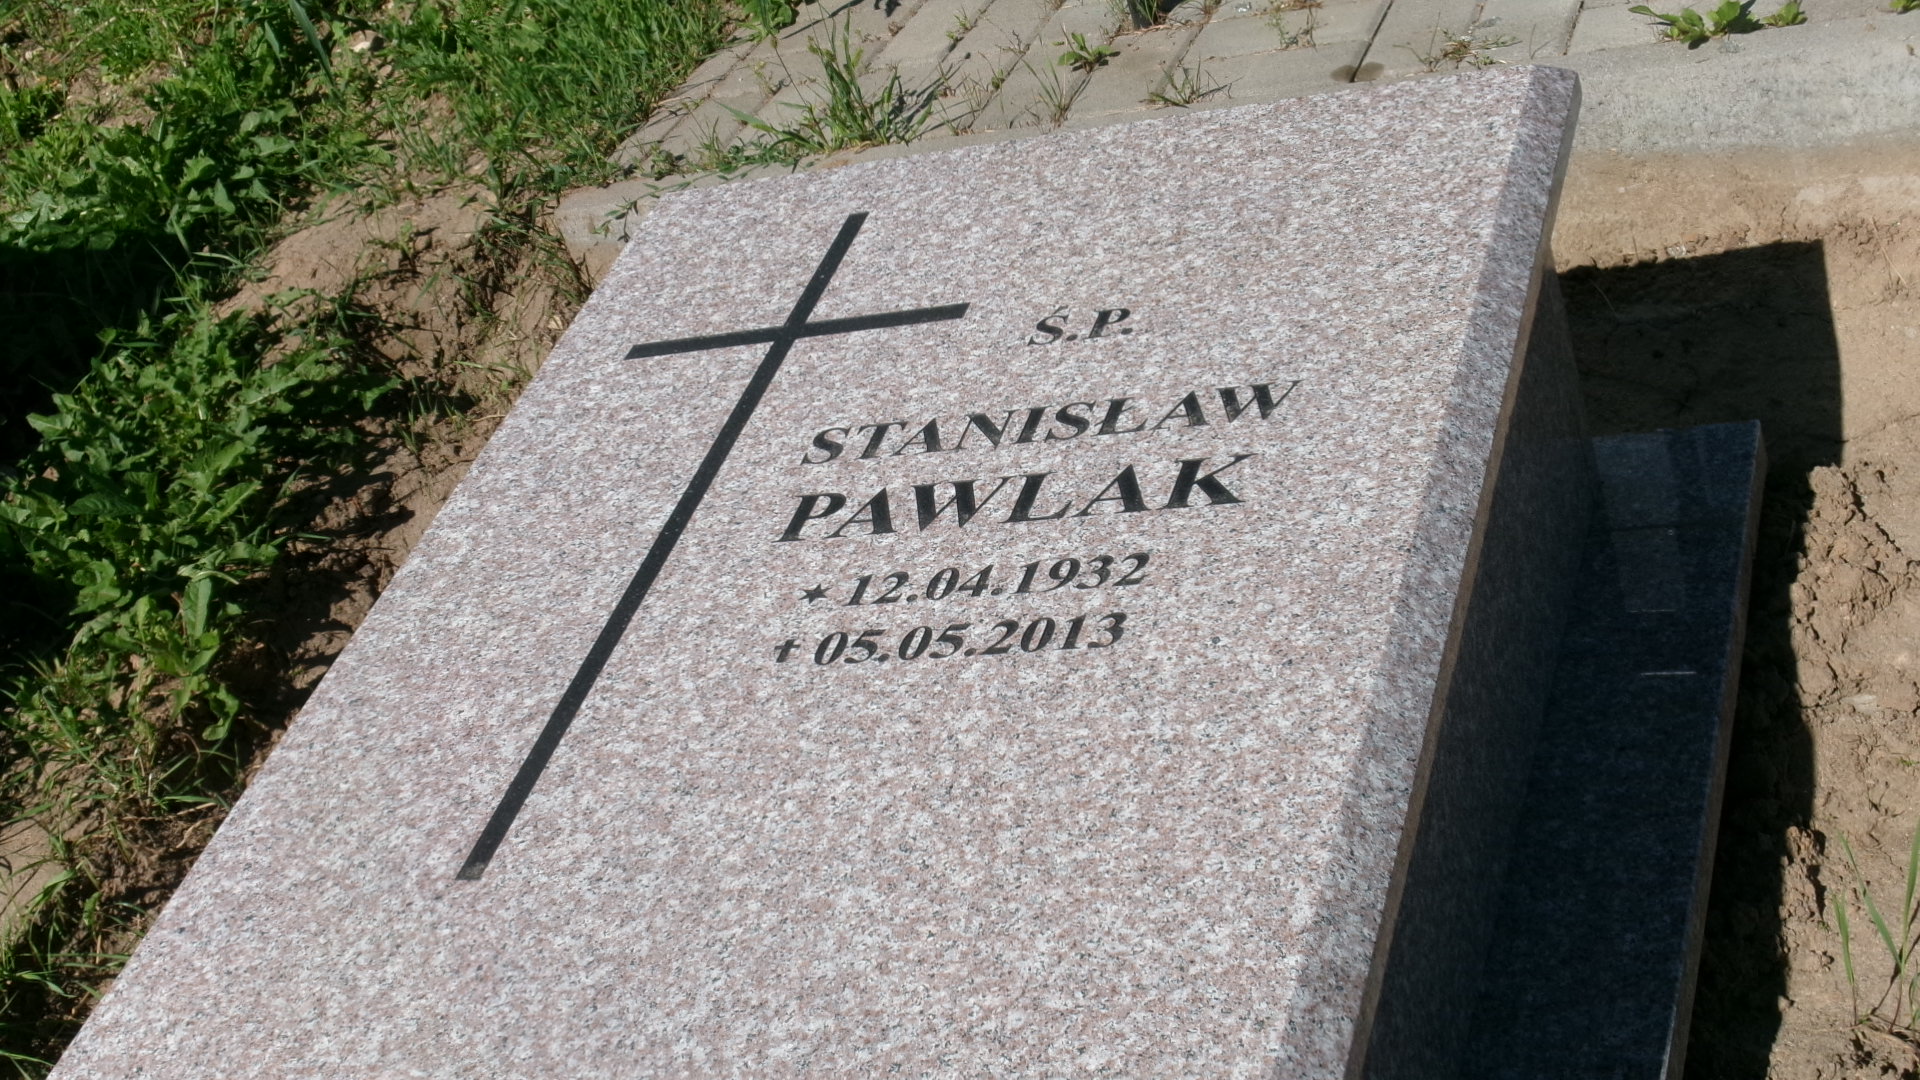 Ś.P.
STANISŁAW
PAWLAK
★ 12.04.1932
✝ 05.05.2013